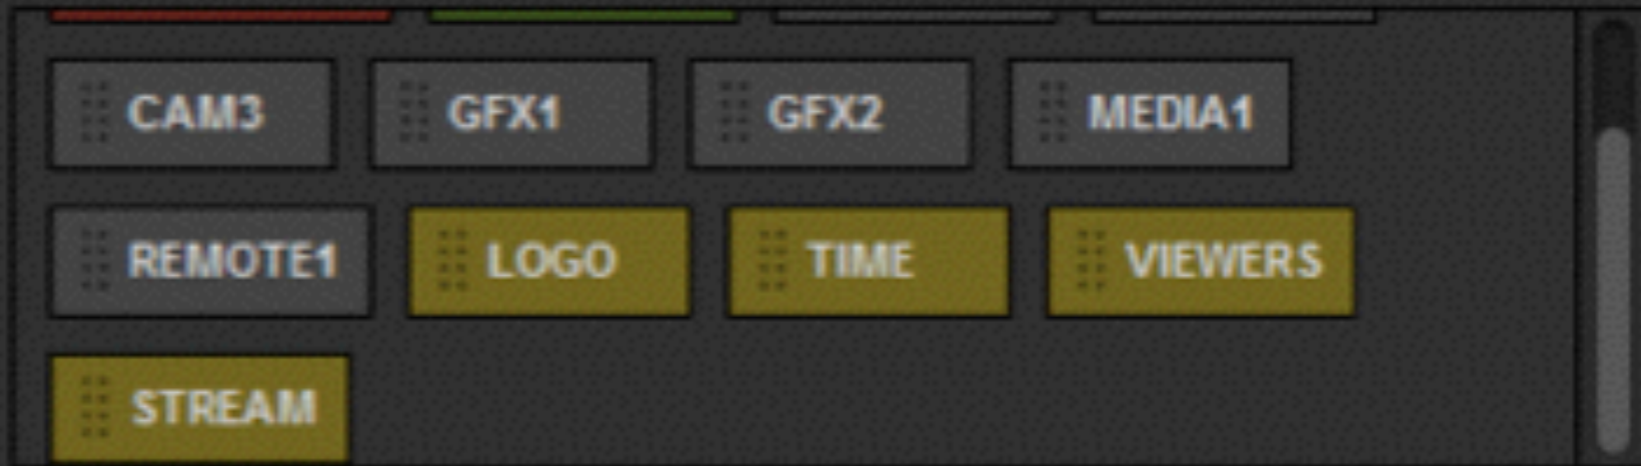 CAM3 GFX1 GFX2 MEDIA1
REMOTE1 LOGO TIME VIEWERS
STREAM